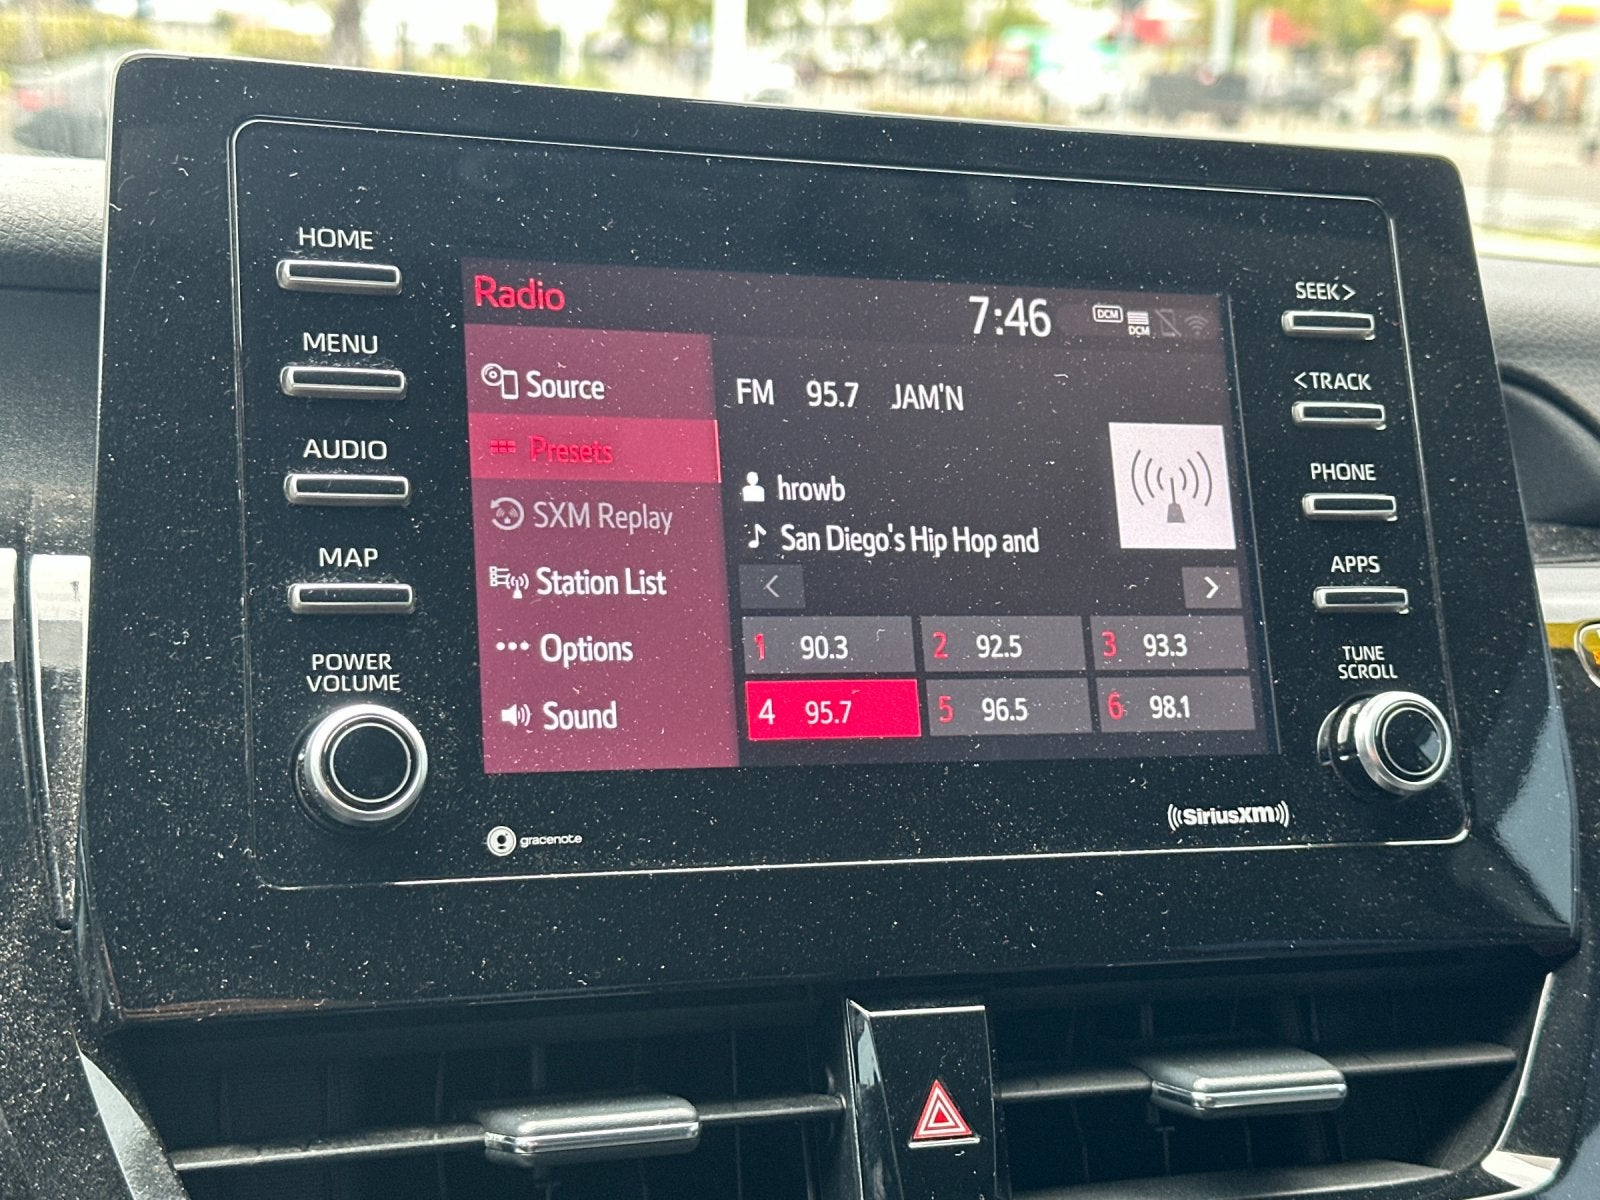 HOME
MENU
AUDIO
MAP
POWER
VOLUME
Radio
7:46
DCM
DCM
Source
Presets
SXM Replay
Station List
Options
Sound
FM 95.7 JAM'N
hrowb
San Diego's Hip Hop and
< >
1 90.3
2 92.5
3 93.3
4 95.7
5 96.5
6 98.1
SEEK>
<TRACK
PHONE
APPS
TUNE
SCROLL
gracenote
((SiriusXM))